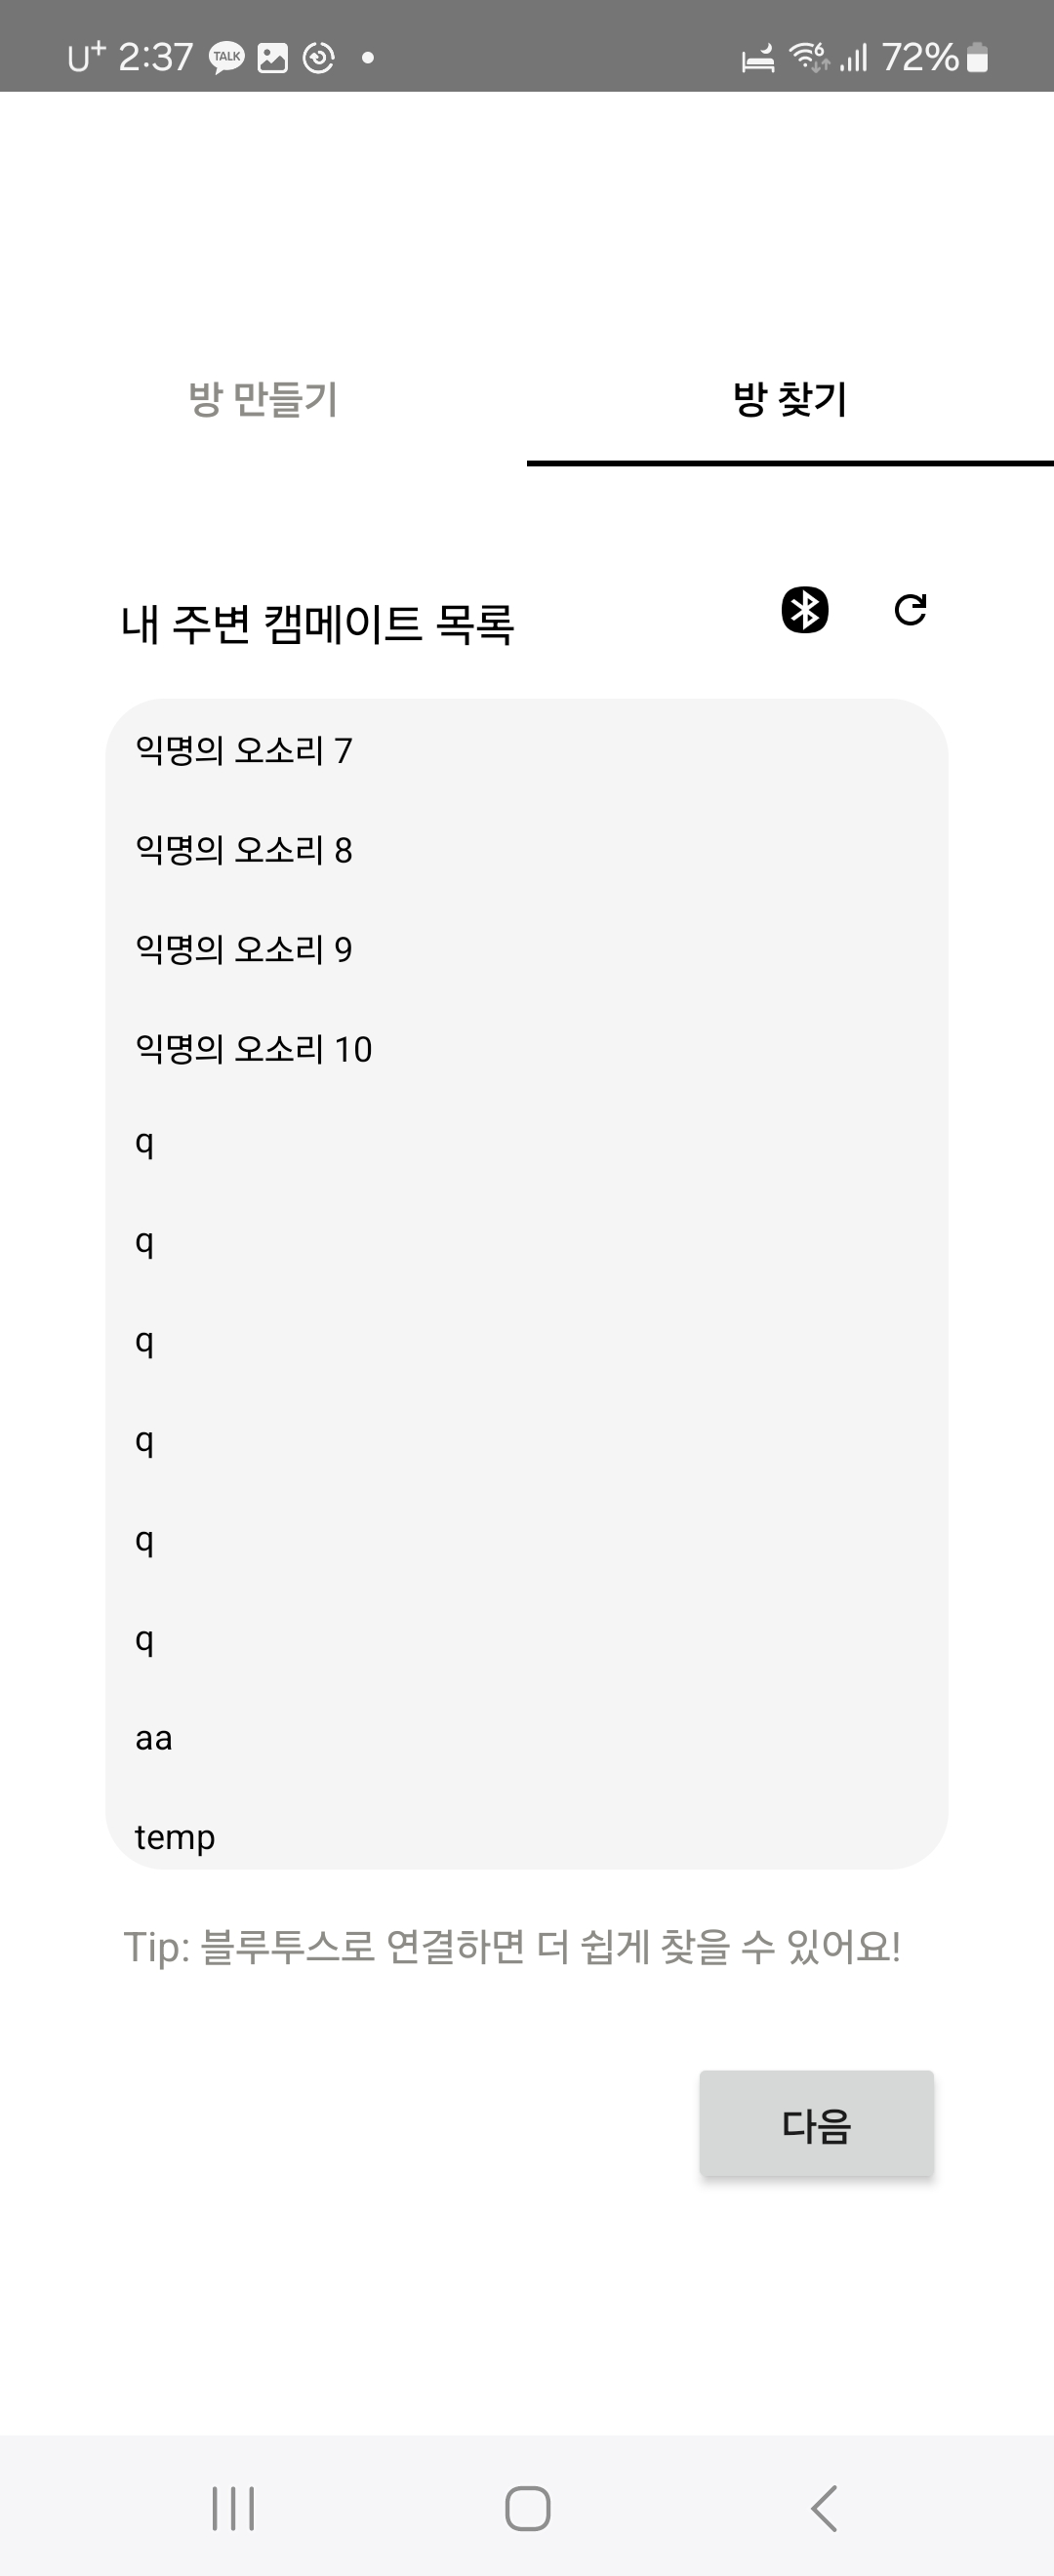 U+ 2:37 TALK 6 72%
방 만들기 방 찾기
내 주변 캠메이트 목록
익명의 오소리 7
익명의 오소리 8
익명의 오소리 9
익명의 오소리 10
q
q
q
q
q
q
aa
temp
Tip: 블루투스로 연결하면 더 쉽게 찾을 수 있어요!
다음